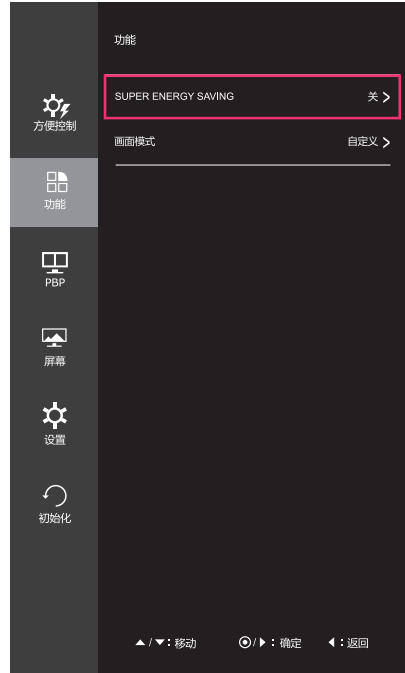 功能
SUPER ENERGY SAVING 关
画面模式 自定义
方便控制
功能
PBP
屏幕
设置
初始化
▲/▼: 移动 ⦿/▶: 确定 ◀: 返回